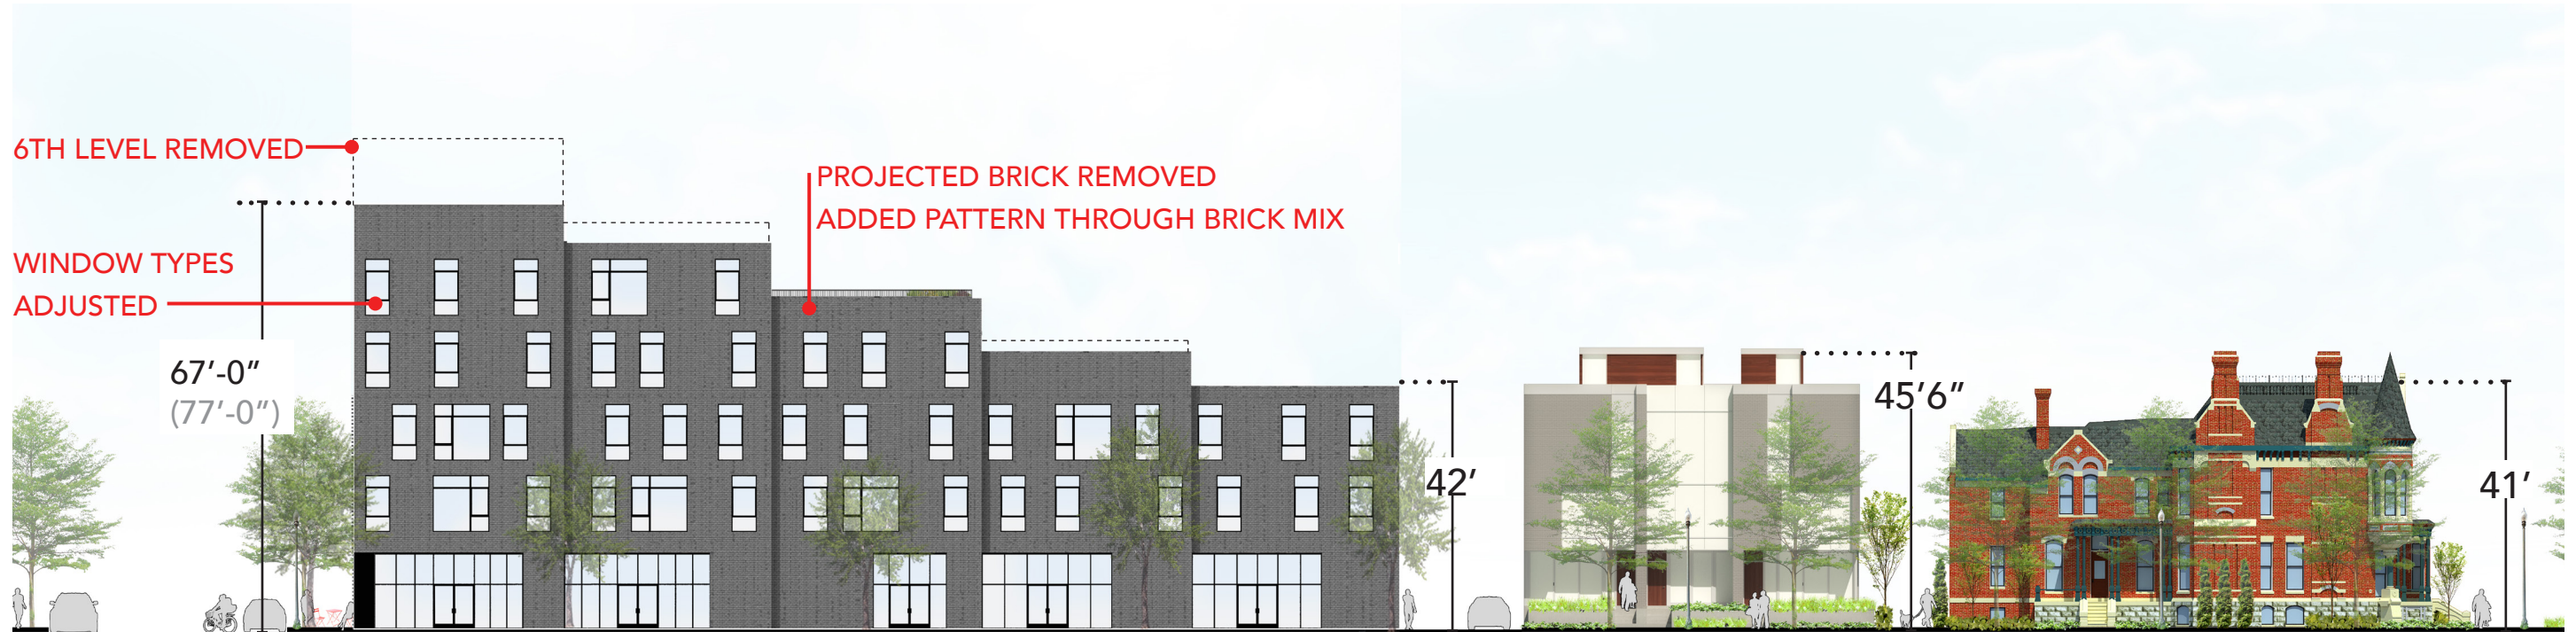 6TH LEVEL REMOVED
PROJECTED BRICK REMOVED
ADDED PATTERN THROUGH BRICK MIX
WINDOW TYPES
ADJUSTED
67’-0”
(77’-0”)
42’
45’6”
41’